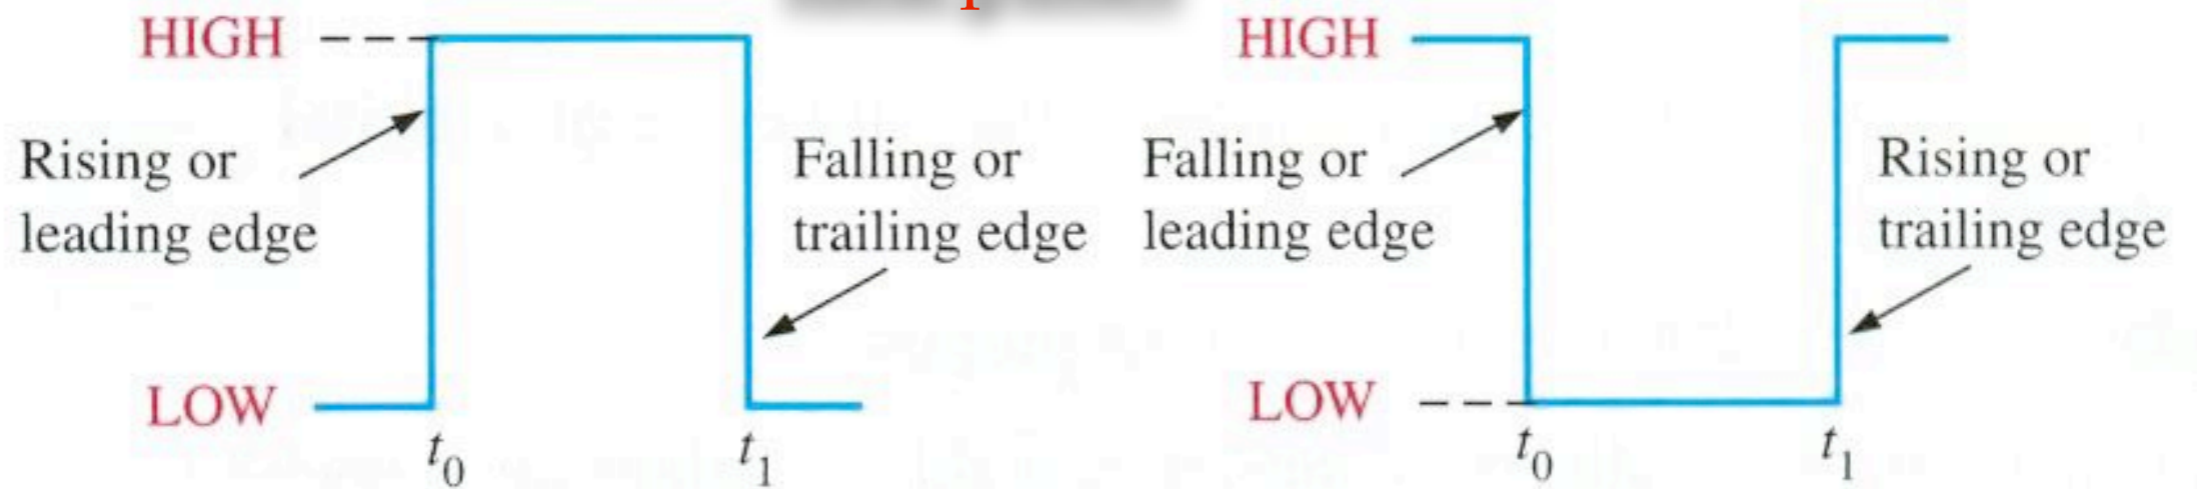 HIGH
Rising or
leading edge
Falling or
trailing edge
LOW
t0
t1
HIGH
Falling or
leading edge
Rising or
trailing edge
LOW
t0
t1